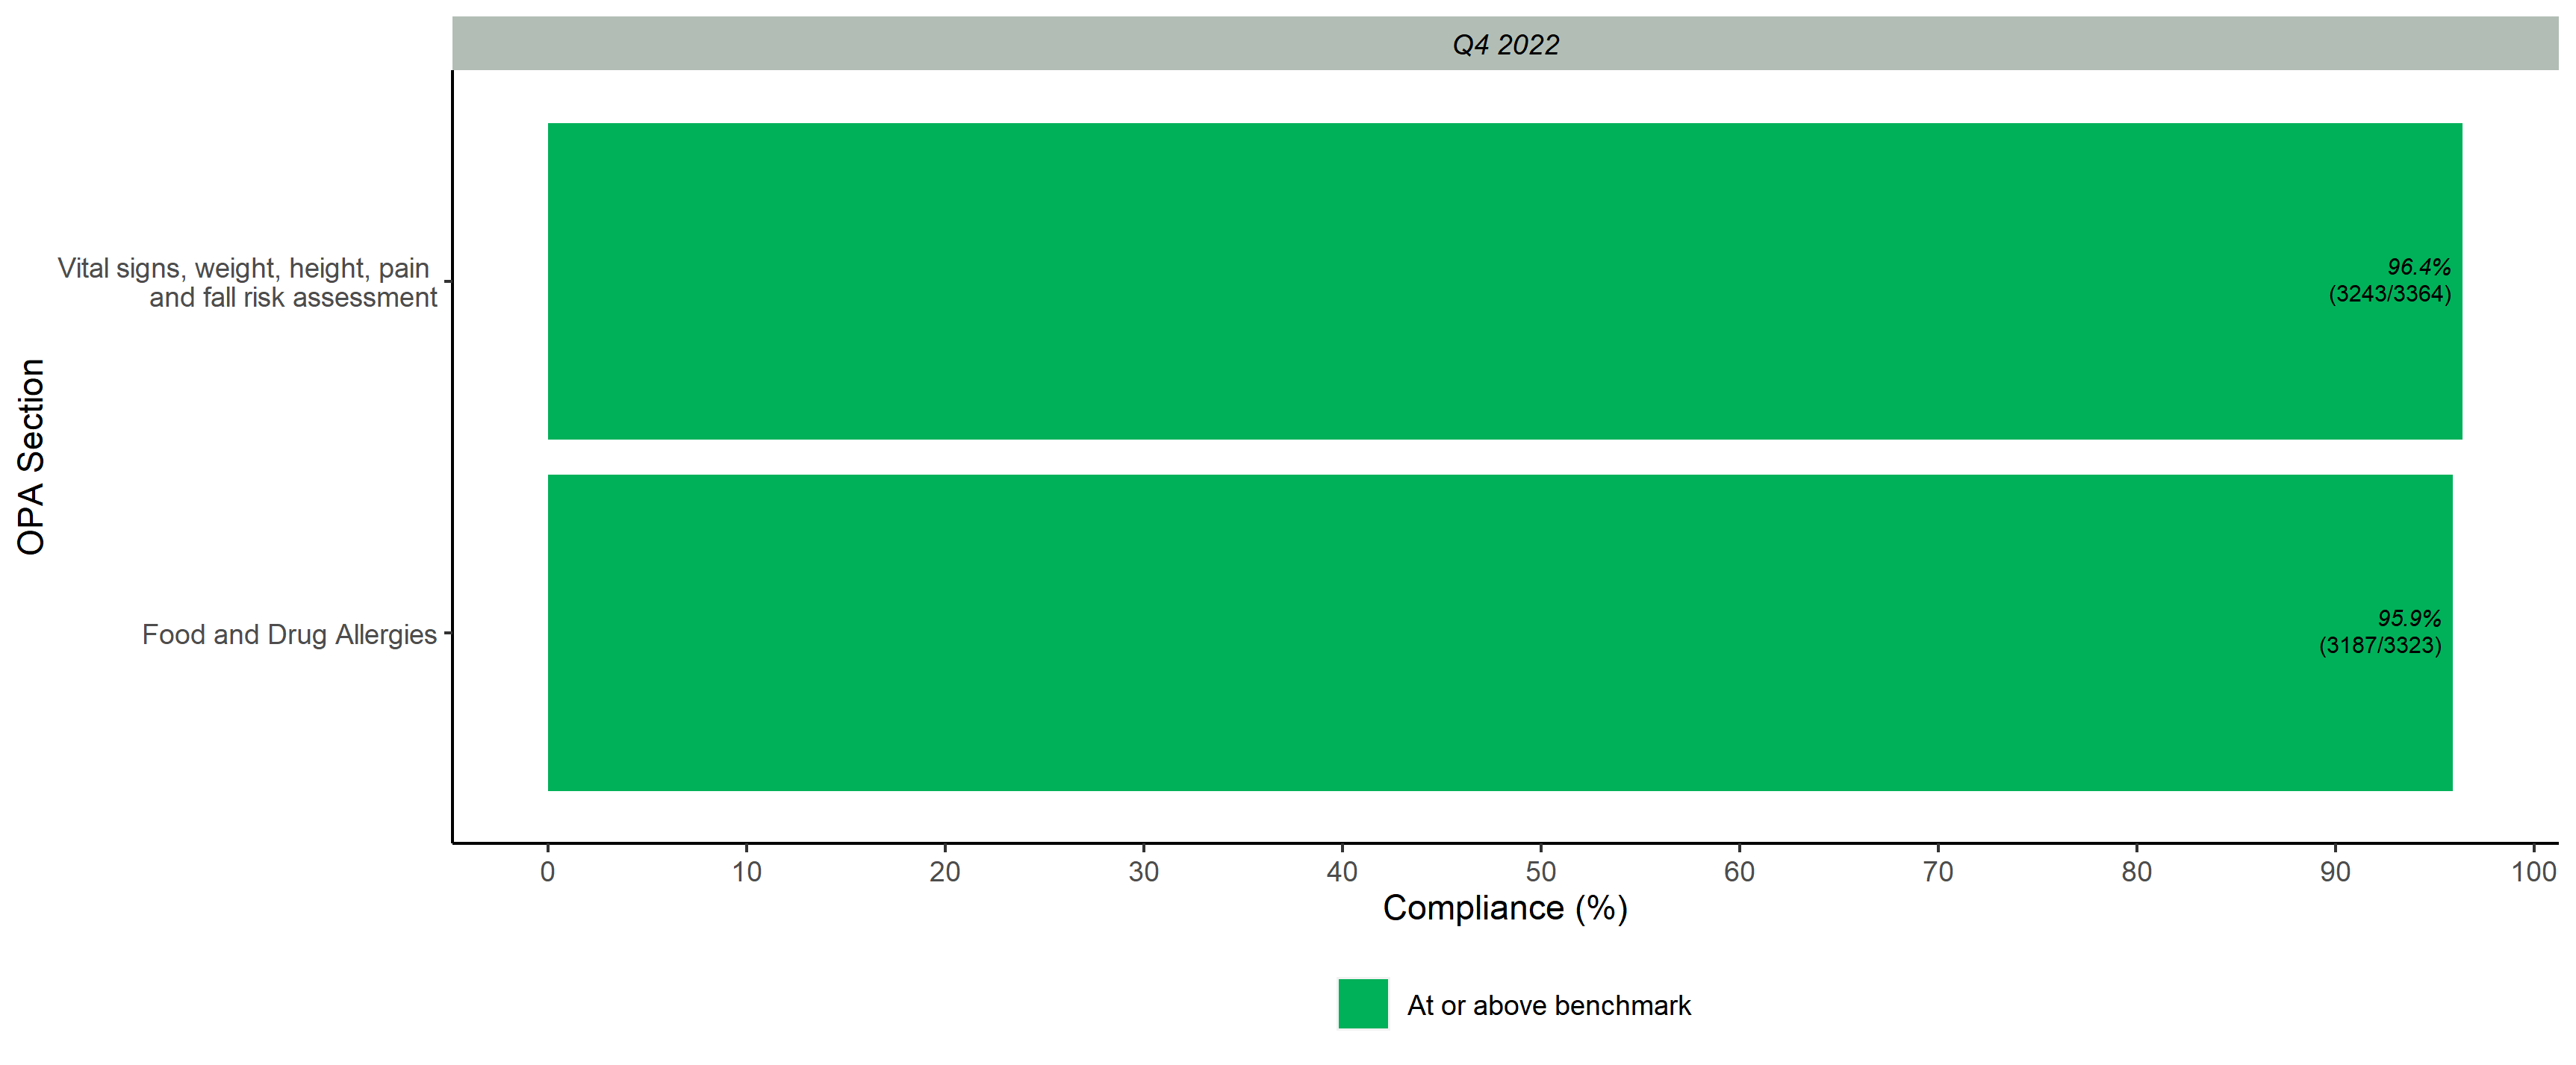 Q4 2022
Vital signs, weight, height, pain
and fall risk assessment
96.4%
(3243/3364)
OPA Section
Food and Drug Allergies
95.9%
(3187/3323)
0 10 20 30 40 50 60 70 80 90 100
Compliance (%)
At or above benchmark